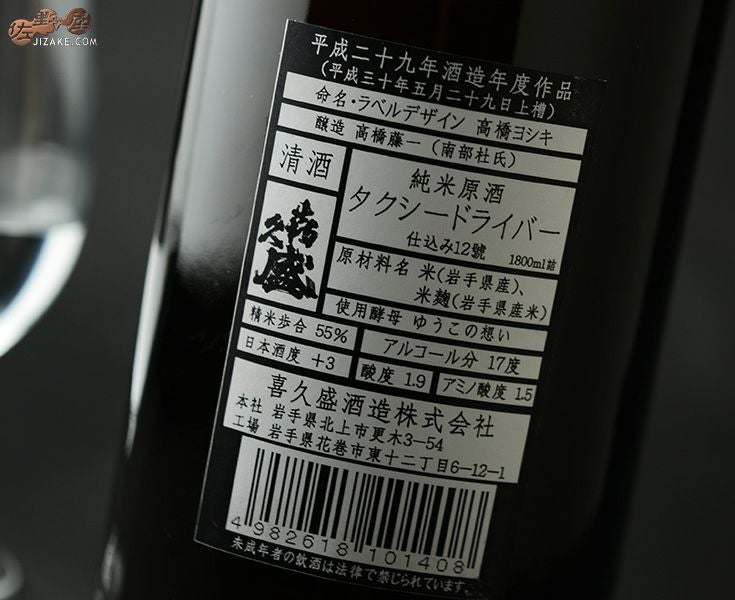 佐野屋
JIZAKE.COM
平成二十九年酒造年度作品
(平成三十年五月二十九日上槽)
命名・ラベルデザイン 高橋ヨシキ
醸造 高橋藤一(南部杜氏)
清酒
純米原酒
タクシードライバー
仕込み12號
1800ml詰
喜久盛
原材料名 米(岩手県産)、
米麹(岩手県産米)
使用酵母 ゆうこの想い
精米歩合 55%
アルコール分 17度
日本酒度 +3
酸度 1.9
アミノ酸度 1.5
喜久盛酒造株式会社
本社 岩手県北上市更木3-54
工場 岩手県花巻市東十二丁目6-12-1
4982618101408
未成年者の飲酒は法律で禁じられています。